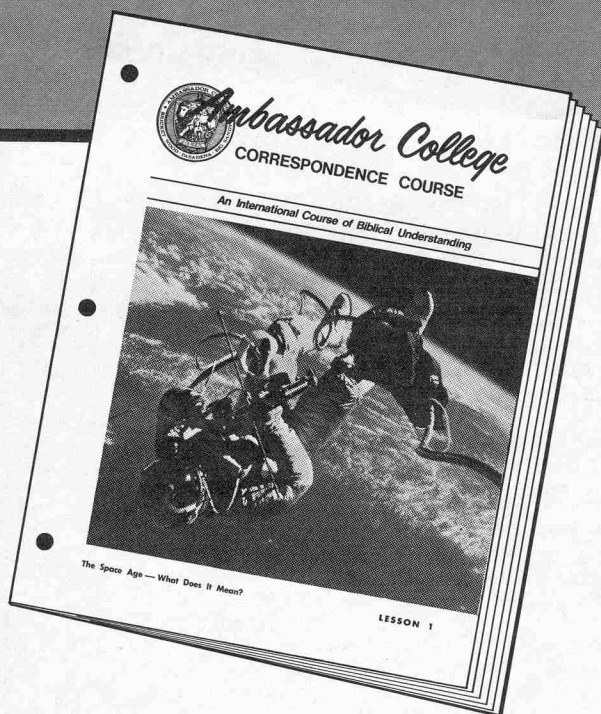 Ambassador College
CORRESPONDENCE COURSE
An International Course of Biblical Understanding
The Space Age — What Does It Mean?
LESSON 1